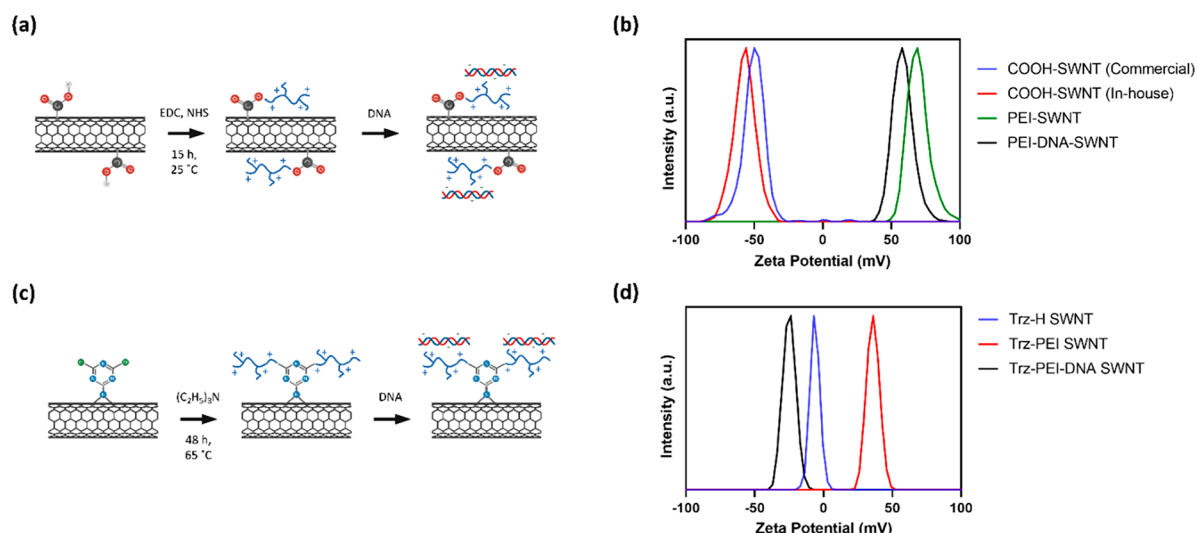 (a)
EDC, NHS
15 h,
25 ˚C
DNA
(b)
Intensity (a.u.)
-100
-50
0
50
100
Zeta Potential (mV)
COOH-SWNT (Commercial)
COOH-SWNT (In-house)
PEI-SWNT
PEI-DNA-SWNT
(c)
(C2H5)3N
48 h,
65 ˚C
DNA
(d)
Intensity (a.u.)
-100
-50
0
50
100
Zeta Potential (mV)
Trz-H SWNT
Trz-PEI SWNT
Trz-PEI-DNA SWNT